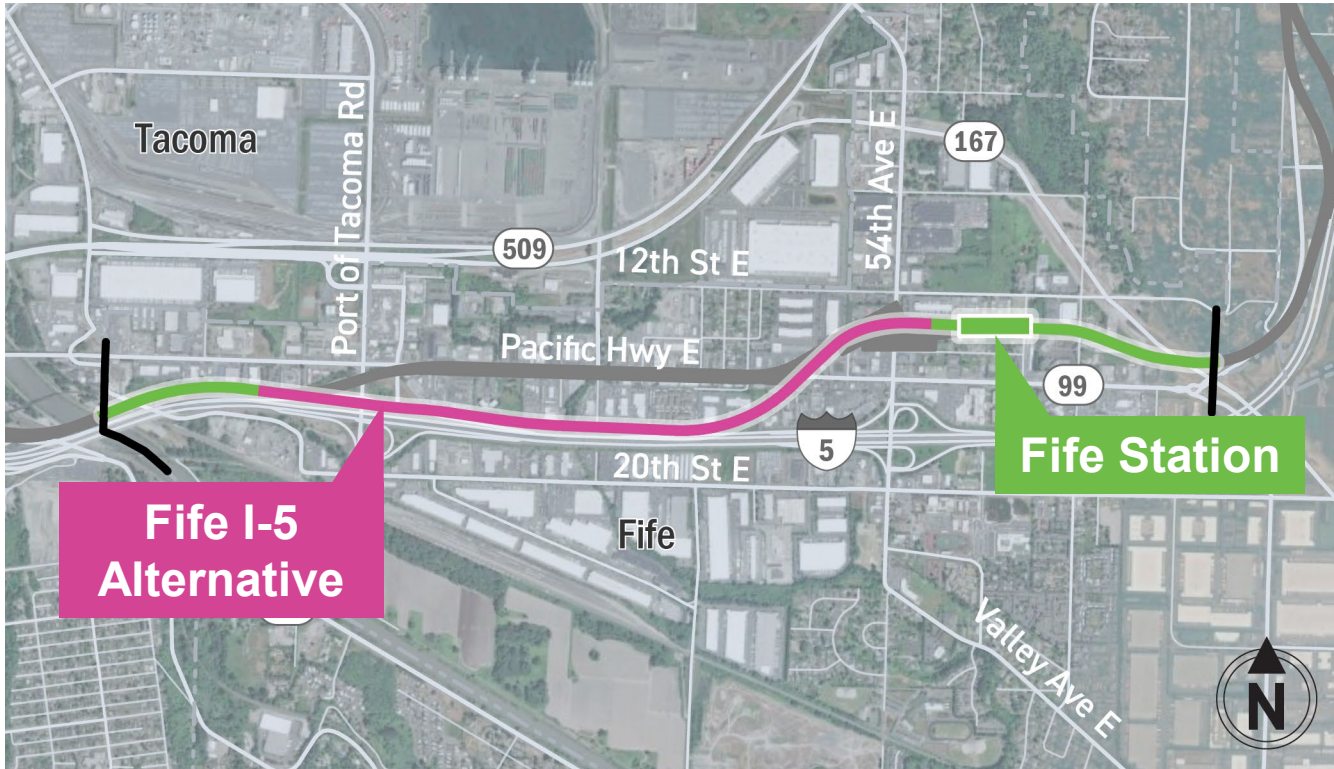 Tacoma
Port of Tacoma Rd
54th Ave E
167
509
12th St E
Pacific Hwy E
99
5
Fife Station
20th St E
Fife I-5
Alternative
Fife
Valley Ave E
N